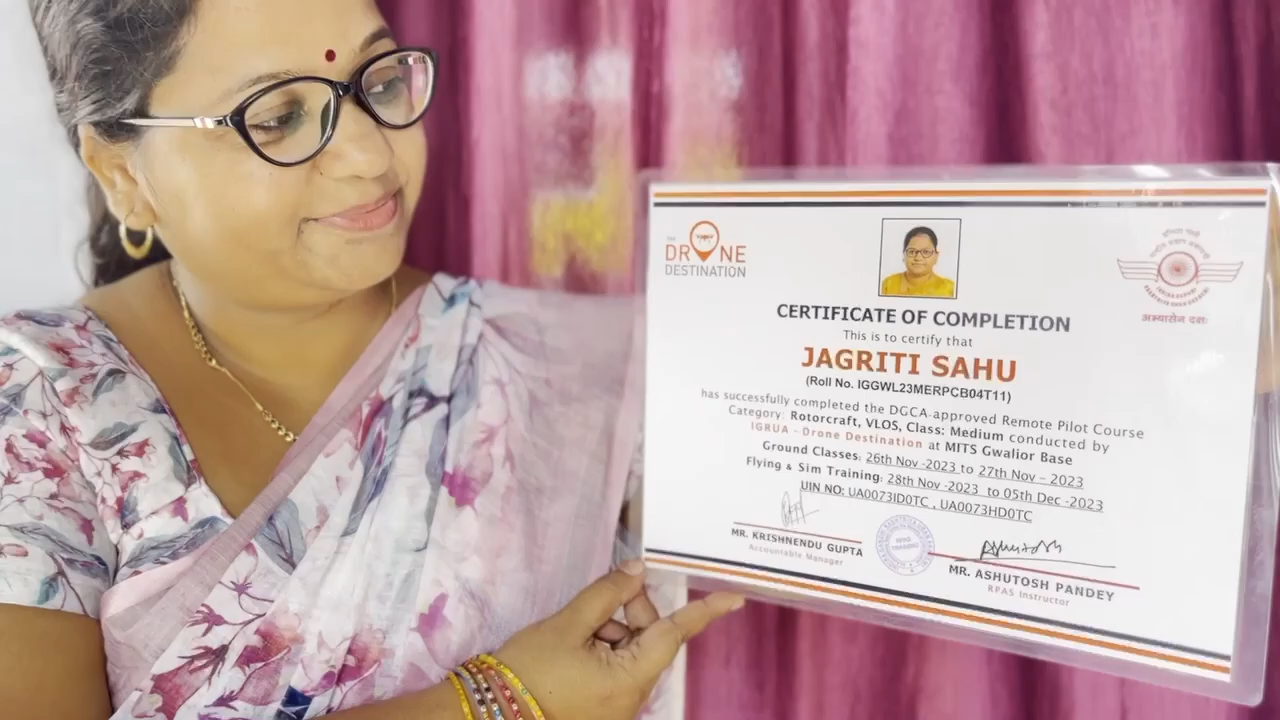 THE
DRONE
DESTINATION
अभ्यासेन दक्षः
CERTIFICATE OF COMPLETION
This is to certify that
JAGRITI SAHU
(Roll No. IGGWL23MERPCB04T11)
has successfully completed the DGCA-approved Remote Pilot Course
Category: Rotorcraft, VLOS, Class: Medium conducted by
IGRUA - Drone Destination at MITS Gwalior Base
Ground Classes: 26th Nov -2023 to 27th Nov – 2023
Flying & Sim Training: 28th Nov -2023 to 05th Dec -2023
UIN NO: UA0073ID0TC , UA0073HD0TC
MR. KRISHNENDU GUPTA
Accountable Manager
MR. ASHUTOSH PANDEY
RPAS Instructor